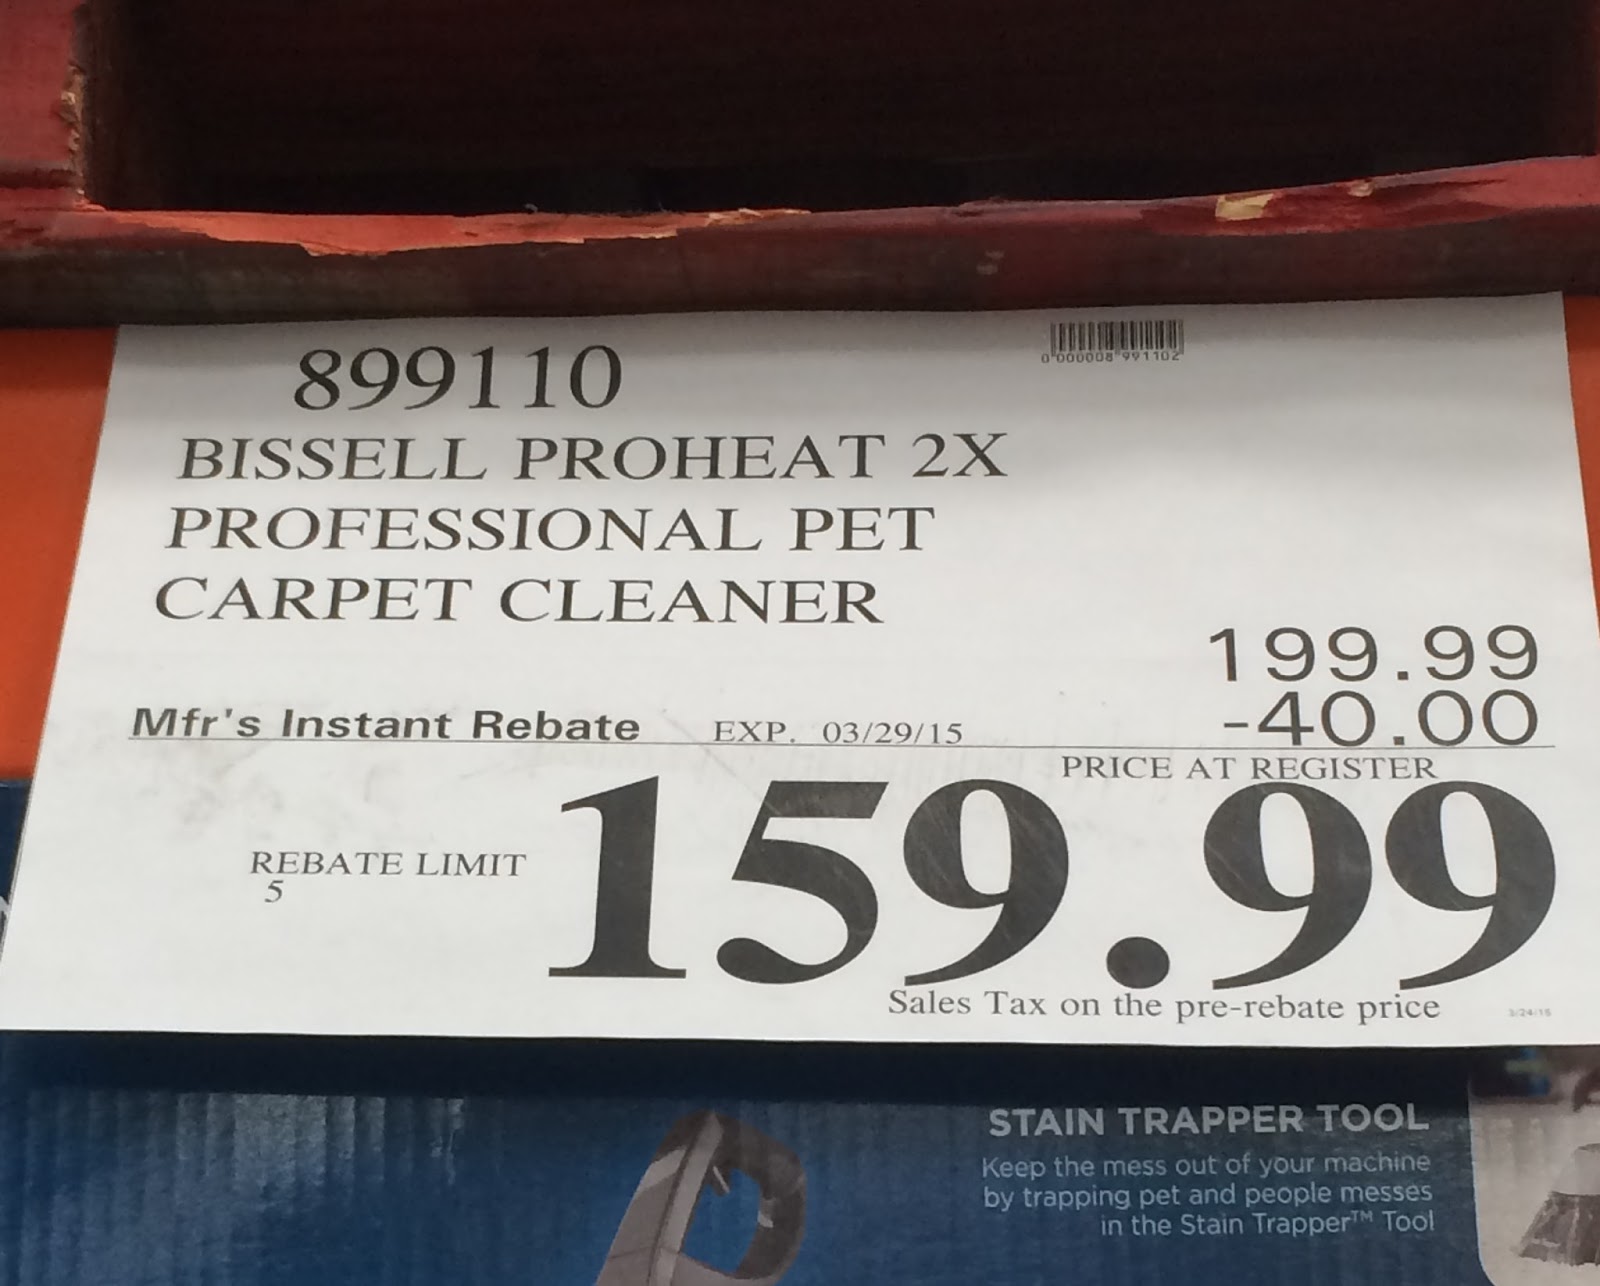 0 000008 991102
899110
BISSELL PROHEAT 2X
PROFESSIONAL PET
CARPET CLEANER
199.99
-40.00
Mfr's Instant Rebate EXP. 03/29/15
PRICE AT REGISTER
159.99
REBATE LIMIT
5
Sales Tax on the pre-rebate price
3/24/15
STAIN TRAPPER TOOL
Keep the mess out of your machine
by trapping pet and people messes
in the Stain Trapper™ Tool